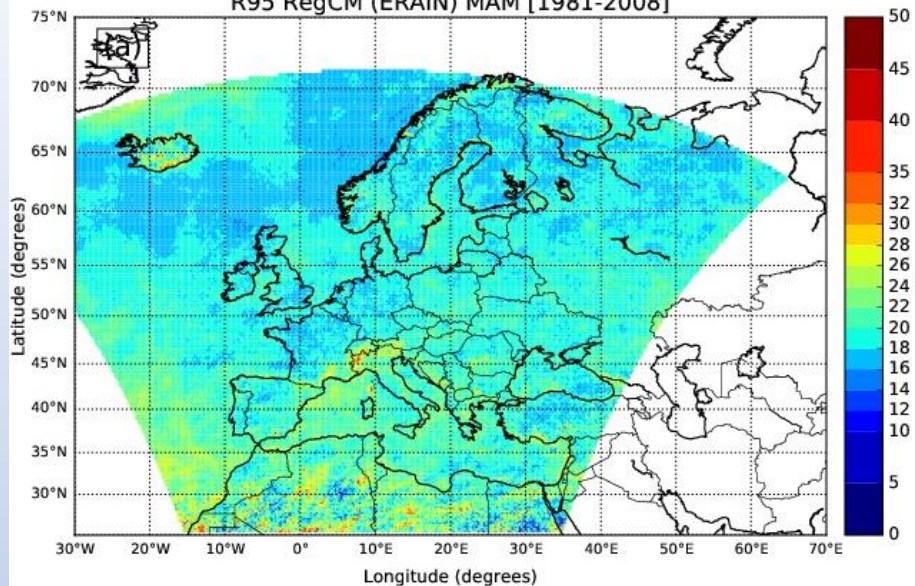 R95 RegCM (ERAIN) MAM [1981-2008]
a
75°N
70°N
65°N
60°N
55°N
50°N
45°N
40°N
35°N
30°N
Latitude (degrees)
30°W 20°W 10°W 0° 10°E 20°E 30°E 40°E 50°E 60°E 70°E
Longitude (degrees)
50
45
40
35
32
30
28
26
24
22
20
18
16
14
12
10
5
0